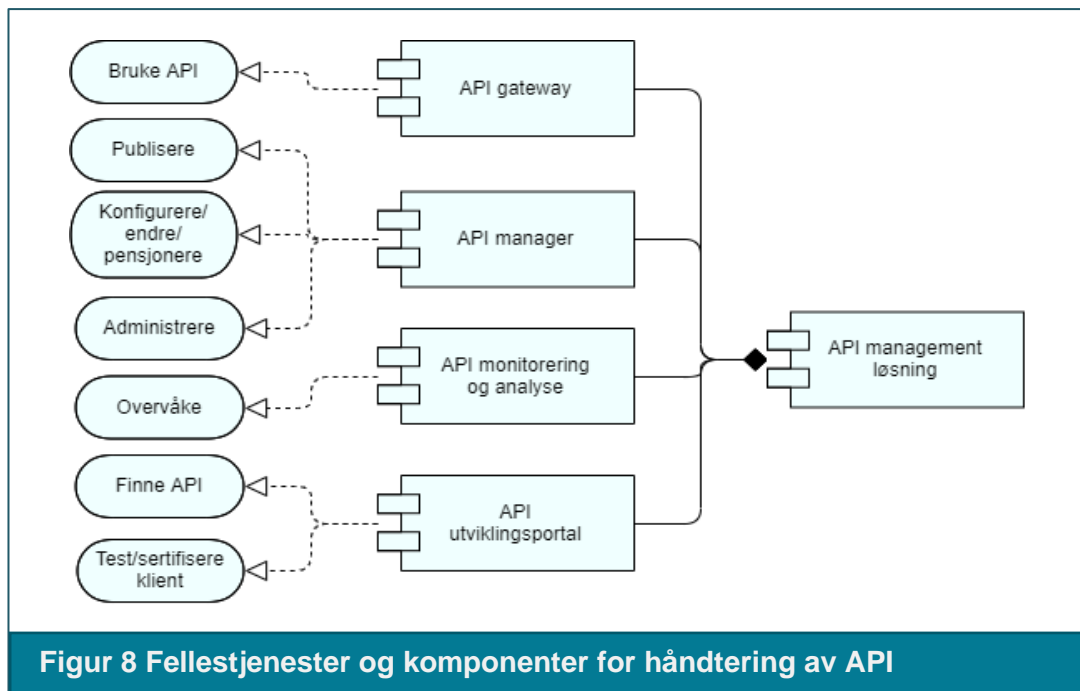 Bruke API
API gateway
Publisere
Konfigurere/
endre/
pensjonere
API manager
Administrere
API monitorering
og analyse
API management
løsning
Overvåke
Finne API
API
utviklingsportal
Test/sertifisere
klient
Figur 8 Fellestjenester og komponenter for håndtering av API